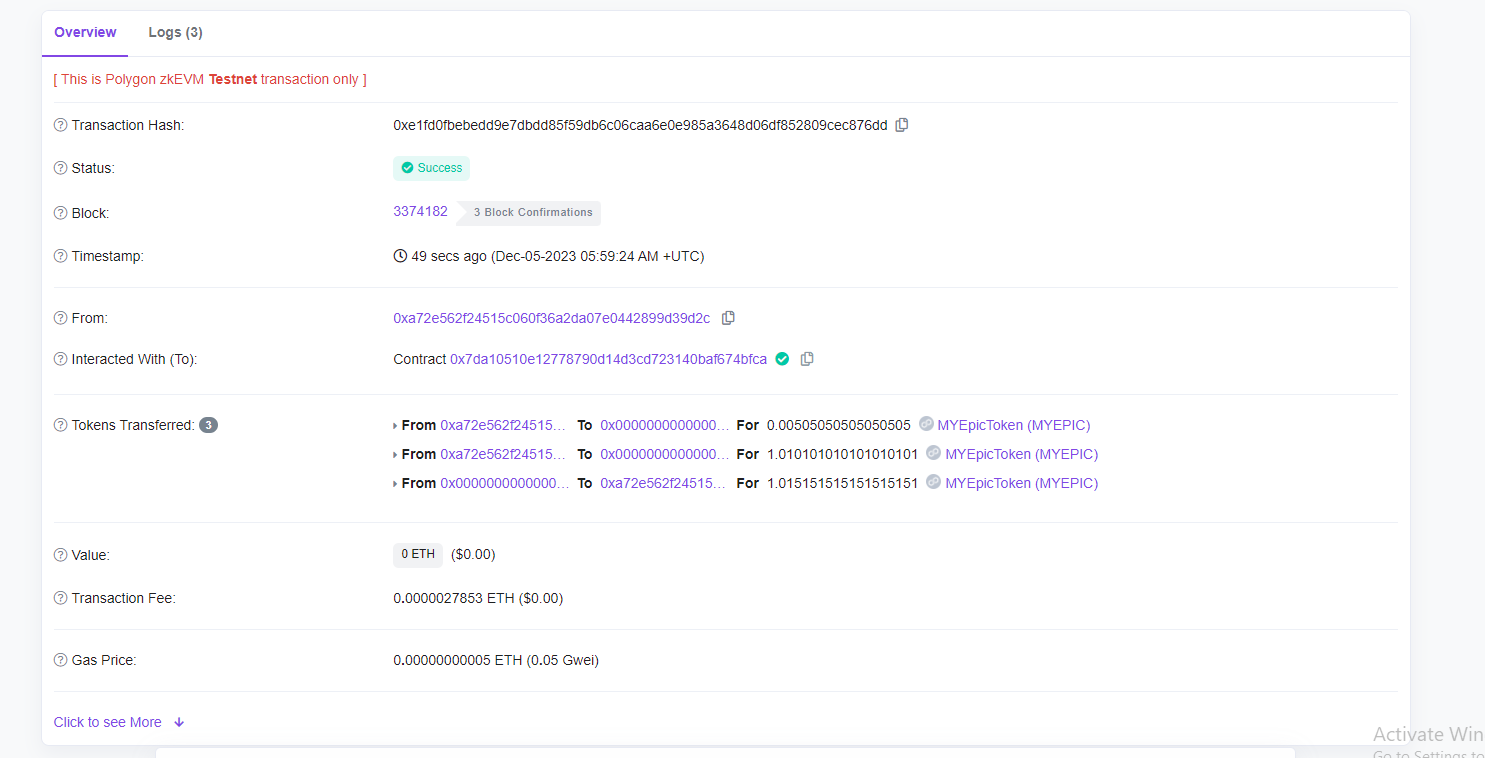 Overview Logs (3)
[ This is Polygon zkEVM Testnet transaction only ]
Transaction Hash: 0xe1fd0fbebedd9e7dbdd85f59db6c06caa6e0e985a3648d06df852809cec876dd
Status: Success
Block: 3374182 3 Block Confirmations
Timestamp: 49 secs ago (Dec-05-2023 05:59:24 AM +UTC)
From: 0xa72e562f24515c060f36a2da07e0442899d39d2c
Interacted With (To): Contract 0x7da10510e12778790d14d3cd723140baf674bfca
Tokens Transferred: 3 From 0xa72e562f24515... To 0x0000000000000... For 0.00505050505050505 MYEpicToken (MYEPIC)
From 0xa72e562f24515... To 0x0000000000000... For 1.010101010101010101 MYEpicToken (MYEPIC)
From 0x0000000000000... To 0xa72e562f24515... For 1.015151515151515151 MYEpicToken (MYEPIC)
Value: 0 ETH ($0.00)
Transaction Fee: 0.0000027853 ETH ($0.00)
Gas Price: 0.00000000005 ETH (0.05 Gwei)
Click to see More
Activate Win
Go to Settings to